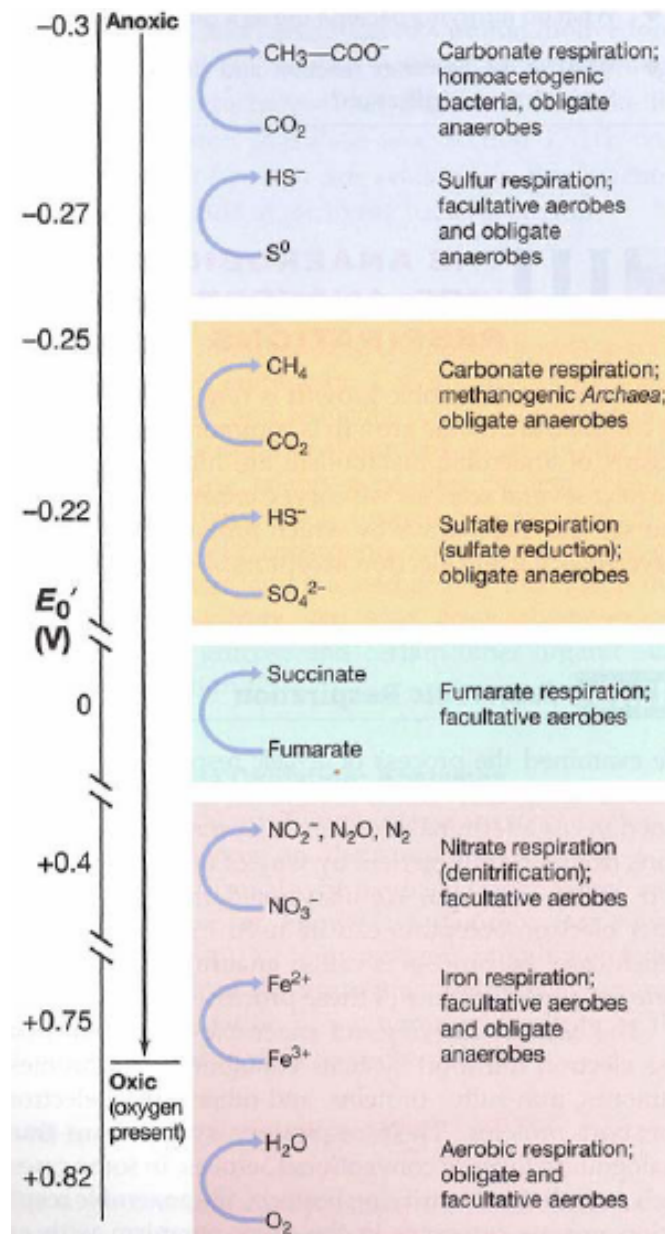 −0.3
Anoxic
CH₃—COO⁻
CO₂
Carbonate respiration;
homoacetogenic
bacteria, obligate
anaerobes
−0.27
HS⁻
S⁰
Sulfur respiration;
facultative aerobes
and obligate
anaerobes
−0.25
CH₄
CO₂
Carbonate respiration;
methanogenic Archaea;
obligate anaerobes
−0.22
HS⁻
SO₄²⁻
Sulfate respiration
(sulfate reduction);
obligate anaerobes
E₀′
(V)
0
Succinate
Fumarate
Fumarate respiration;
facultative aerobes
+0.4
NO₂⁻, N₂O, N₂
NO₃⁻
Nitrate respiration
(denitrification);
facultative aerobes
+0.75
Fe²⁺
Fe³⁺
Iron respiration;
facultative aerobes
and obligate
anaerobes
Oxic
(oxygen
present)
+0.82
H₂O
O₂
Aerobic respiration;
obligate and
facultative aerobes